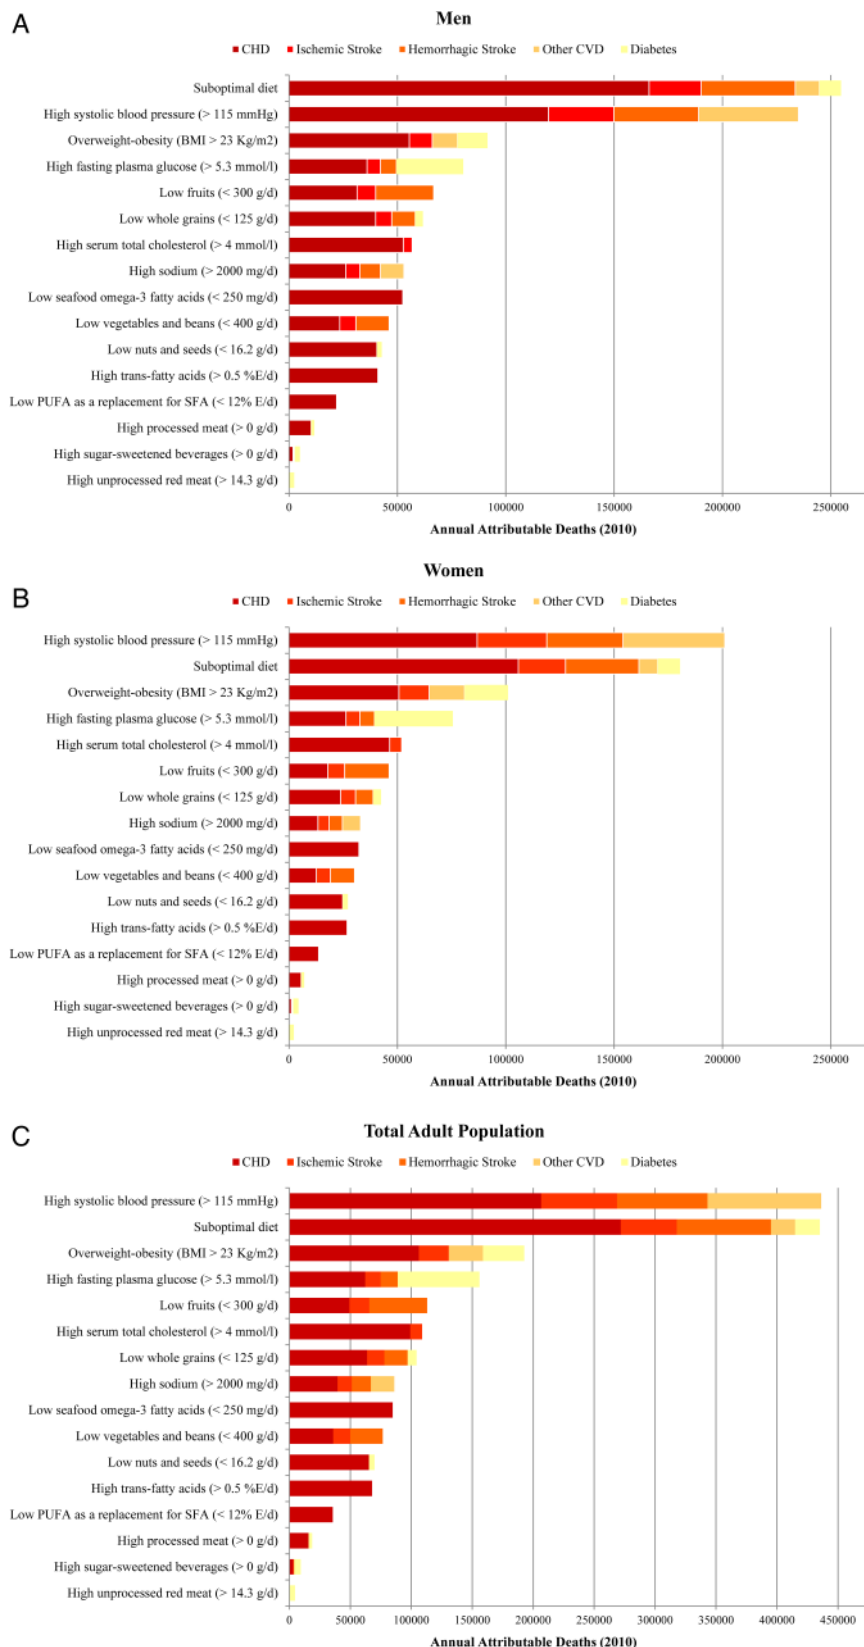 A
Men
CHD Ischemic Stroke Hemorrhagic Stroke Other CVD Diabetes
Suboptimal diet
High systolic blood pressure (> 115 mmHg)
Overweight-obesity (BMI > 23 Kg/m2)
High fasting plasma glucose (> 5.3 mmol/l)
Low fruits (< 300 g/d)
Low whole grains (< 125 g/d)
High serum total cholesterol (> 4 mmol/l)
High sodium (> 2000 mg/d)
Low seafood omega-3 fatty acids (< 250 mg/d)
Low vegetables and beans (< 400 g/d)
Low nuts and seeds (< 16.2 g/d)
High trans-fatty acids (> 0.5 %E/d)
Low PUFA as a replacement for SFA (< 12% E/d)
High processed meat (> 0 g/d)
High sugar-sweetened beverages (> 0 g/d)
High unprocessed red meat (> 14.3 g/d)
0 50000 100000 150000 200000 250000
Annual Attributable Deaths (2010)
Women
B
CHD Ischemic Stroke Hemorrhagic Stroke Other CVD Diabetes
High systolic blood pressure (> 115 mmHg)
Suboptimal diet
Overweight-obesity (BMI > 23 Kg/m2)
High fasting plasma glucose (> 5.3 mmol/l)
High serum total cholesterol (> 4 mmol/l)
Low fruits (< 300 g/d)
Low whole grains (< 125 g/d)
High sodium (> 2000 mg/d)
Low seafood omega-3 fatty acids (< 250 mg/d)
Low vegetables and beans (< 400 g/d)
Low nuts and seeds (< 16.2 g/d)
High trans-fatty acids (> 0.5 %E/d)
Low PUFA as a replacement for SFA (< 12% E/d)
High processed meat (> 0 g/d)
High sugar-sweetened beverages (> 0 g/d)
High unprocessed red meat (> 14.3 g/d)
0 50000 100000 150000 200000 250000
Annual Attributable Deaths (2010)
C
Total Adult Population
CHD Ischemic Stroke Hemorrhagic Stroke Other CVD Diabetes
High systolic blood pressure (> 115 mmHg)
Suboptimal diet
Overweight-obesity (BMI > 23 Kg/m2)
High fasting plasma glucose (> 5.3 mmol/l)
Low fruits (< 300 g/d)
High serum total cholesterol (> 4 mmol/l)
Low whole grains (< 125 g/d)
High sodium (> 2000 mg/d)
Low seafood omega-3 fatty acids (< 250 mg/d)
Low vegetables and beans (< 400 g/d)
Low nuts and seeds (< 16.2 g/d)
High trans-fatty acids (> 0.5 %E/d)
Low PUFA as a replacement for SFA (< 12% E/d)
High processed meat (> 0 g/d)
High sugar-sweetened beverages (> 0 g/d)
High unprocessed red meat (> 14.3 g/d)
0 50000 100000 150000 200000 250000 300000 350000 400000 450000
Annual Attributable Deaths (2010)